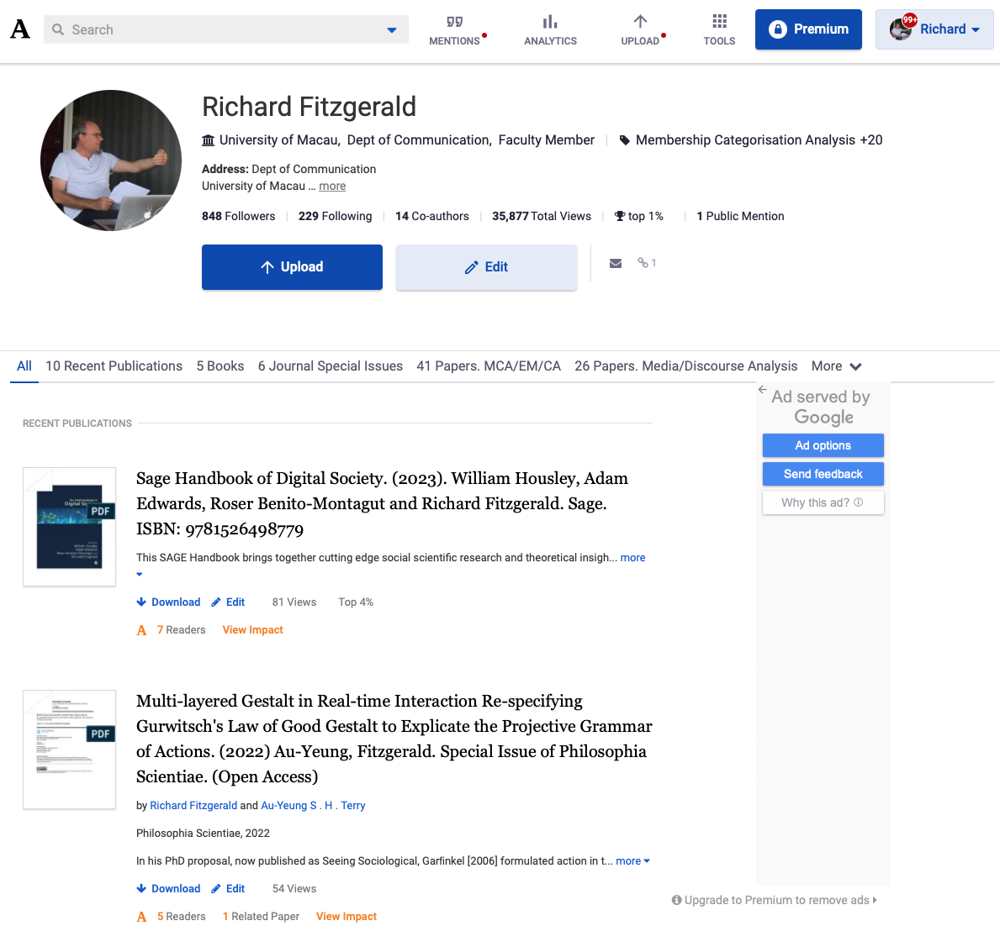 A
Search
MENTIONS
ANALYTICS
UPLOAD
TOOLS
Premium
99+
Richard
Richard Fitzgerald
University of Macau, Dept of Communication, Faculty Member
Membership Categorisation Analysis +20
Address: Dept of Communication
University of Macau ... more
848 Followers
229 Following
14 Co-authors
35,877 Total Views
top 1%
1 Public Mention
Upload
Edit
1
All
10 Recent Publications
5 Books
6 Journal Special Issues
41 Papers. MCA/EM/CA
26 Papers. Media/Discourse Analysis
More
Ad served by
Google
Ad options
Send feedback
Why this ad?
RECENT PUBLICATIONS
PDF
Sage Handbook of Digital Society. (2023). William Housley, Adam
Edwards, Roser Benito-Montagut and Richard Fitzgerald. Sage.
ISBN: 9781526498779
This SAGE Handbook brings together cutting edge social scientific research and theoretical insigh... more
Download
Edit
81 Views
Top 4%
A
7 Readers
View Impact
PDF
Multi-layered Gestalt in Real-time Interaction Re-specifying
Gurwitsch's Law of Good Gestalt to Explicate the Projective Grammar
of Actions. (2022) Au-Yeung, Fitzgerald. Special Issue of Philosophia
Scientiae. (Open Access)
by Richard Fitzgerald and Au-Yeung S . H . Terry
Philosophia Scientiae, 2022
In his PhD proposal, now published as Seeing Sociological, Garfinkel [2006] formulated action in t... more
Download
Edit
54 Views
A
5 Readers
1 Related Paper
View Impact
Upgrade to Premium to remove ads